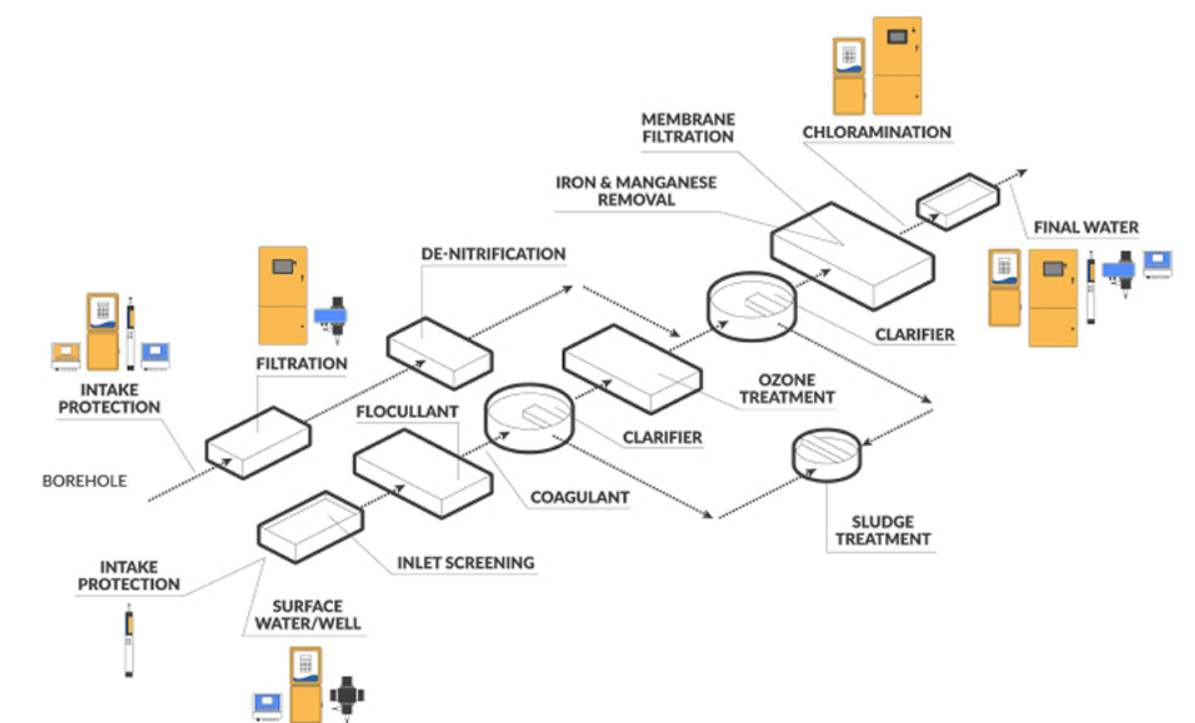 MEMBRANE
FILTRATION
CHLORAMINATION
IRON & MANGANESE
REMOVAL
FINAL WATER
DE-NITRIFICATION
CLARIFIER
FILTRATION
INTAKE
PROTECTION
OZONE
TREATMENT
FLOCCULANT
CLARIFIER
BOREHOLE
COAGULANT
SLUDGE
TREATMENT
INLET SCREENING
INTAKE
PROTECTION
SURFACE
WATER/WELL